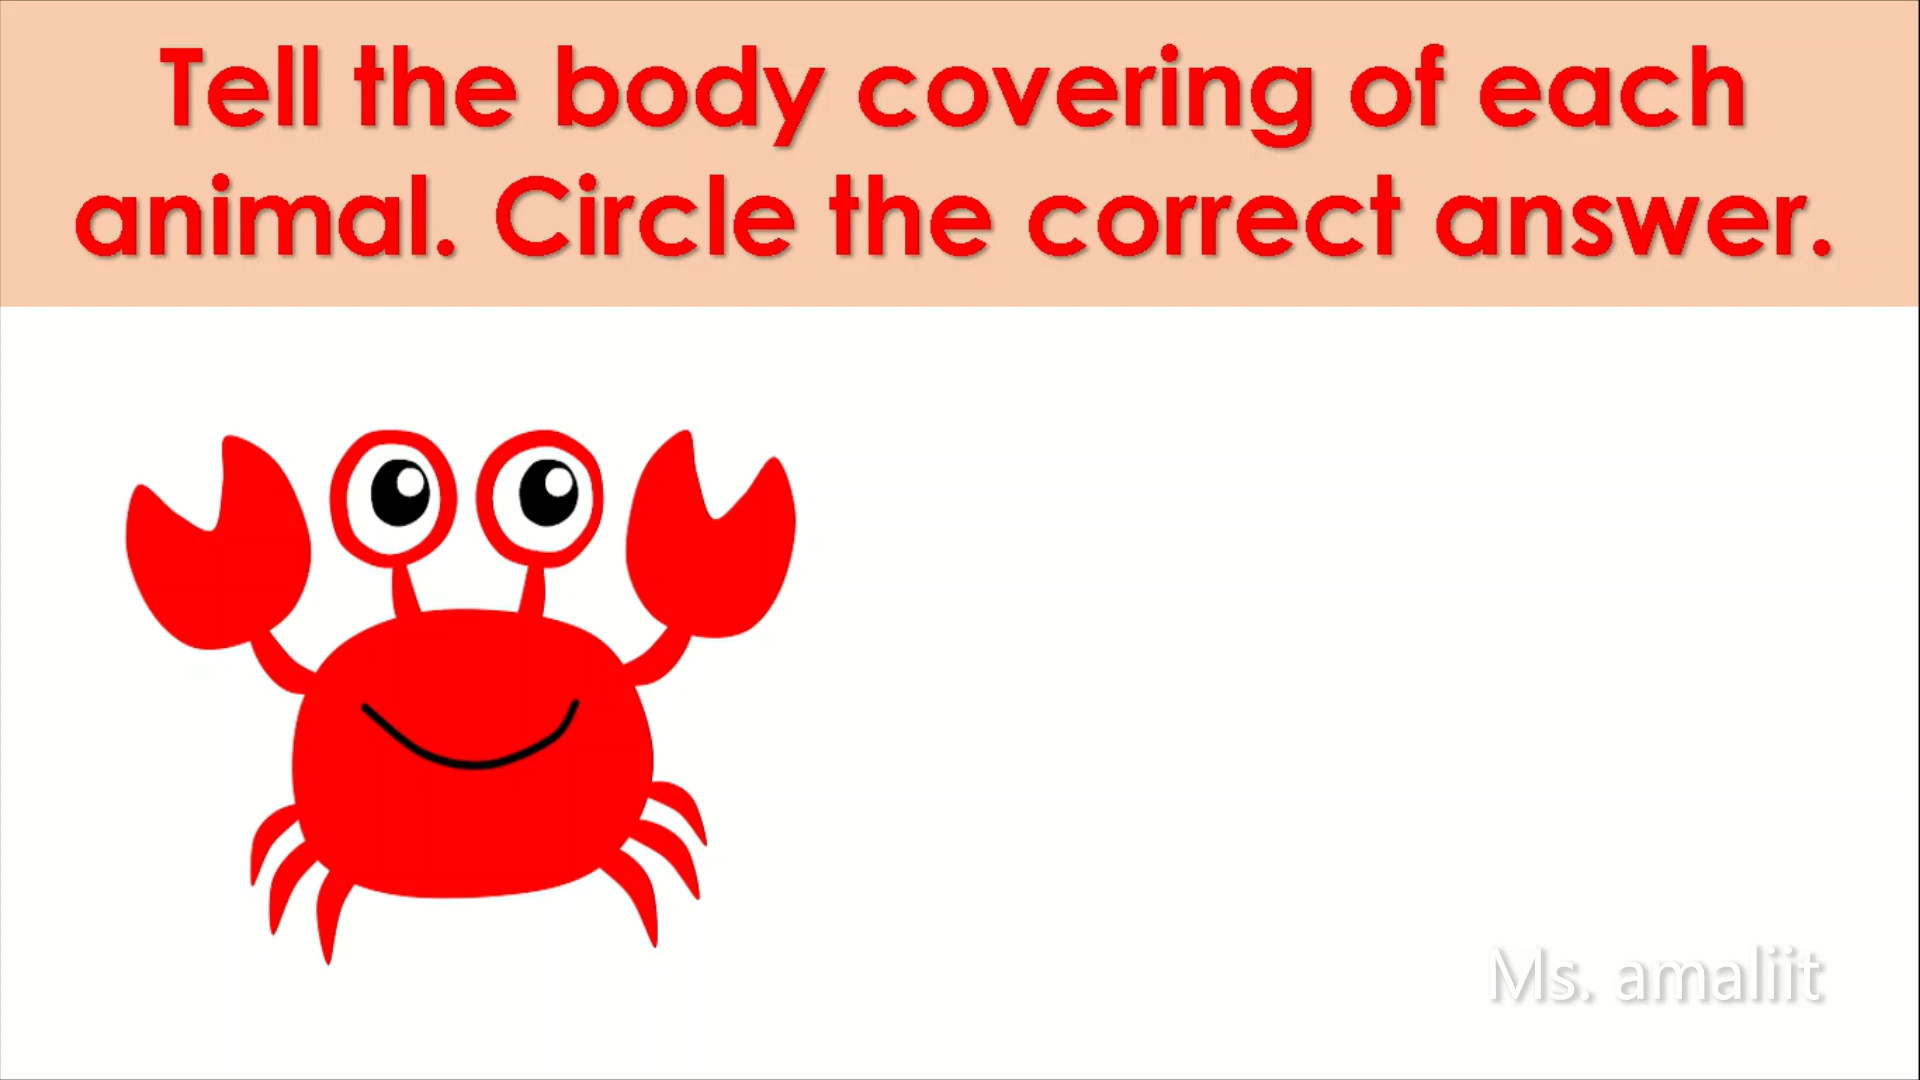 Tell the body covering of each
animal. Circle the correct answer.
Ms. amaliit